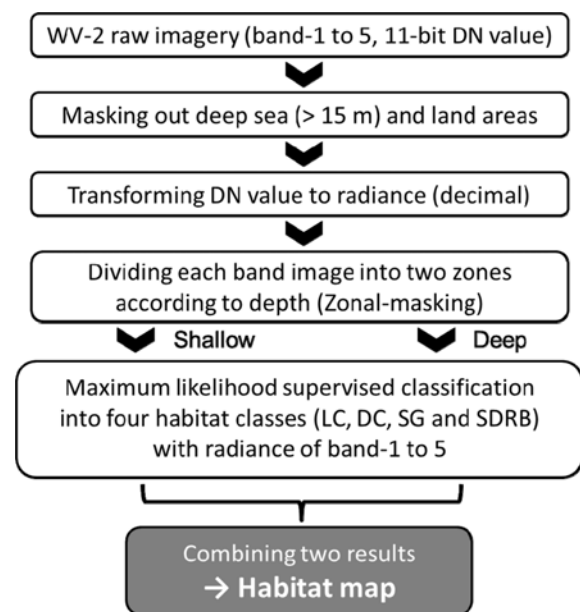 WV-2 raw imagery (band-1 to 5, 11-bit DN value)
Masking out deep sea (> 15 m) and land areas
Transforming DN value to radiance (decimal)
Dividing each band image into two zones
according to depth (Zonal-masking)
Shallow Deep
Maximum likelihood supervised classification
into four habitat classes (LC, DC, SG and SDRB)
with radiance of band-1 to 5
Combining two results
→ Habitat map